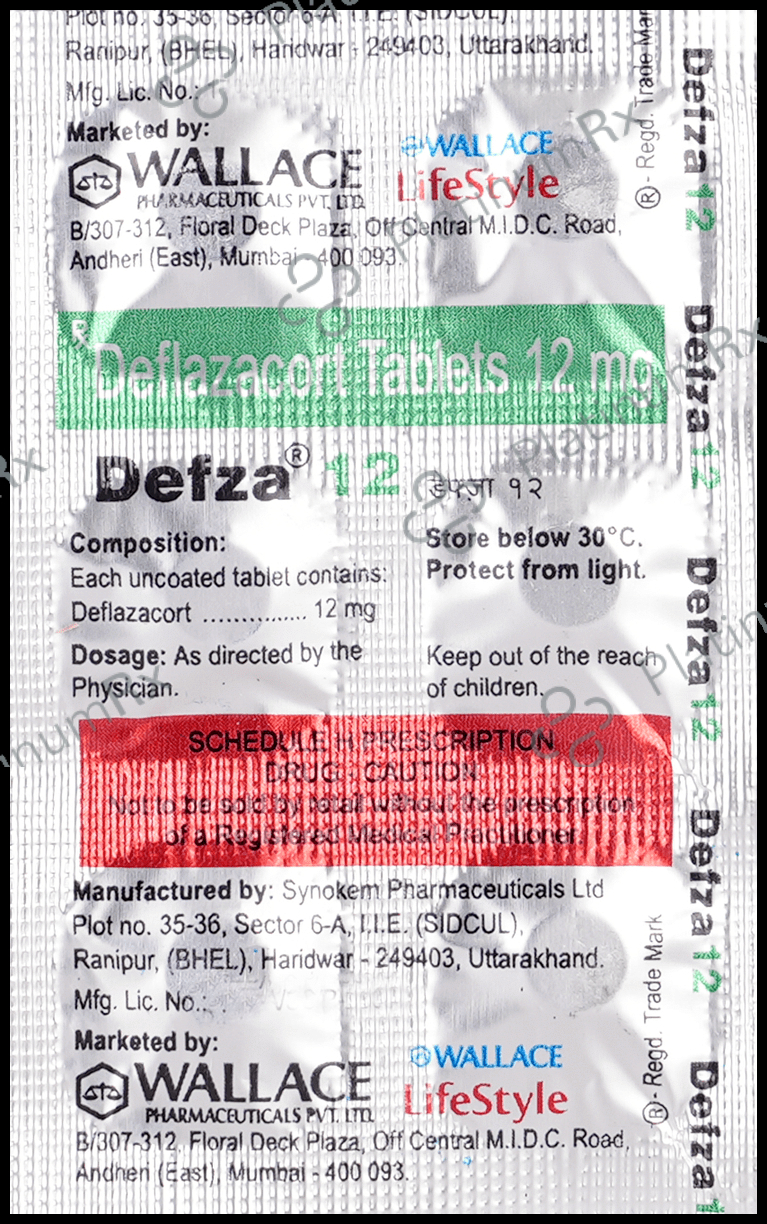 Plot no. 35-36, Sector 6-A, I.I.E. (SIDCUL),
Ranipur, (BHEL), Haridwar - 249403, Uttarakhand.
Mfg. Lic. No.:
Marketed by:
WALLACE
PHARMACEUTICALS PVT. LTD.
WALLACE
LifeStyle
B/307-312, Floral Deck Plaza, Off Central M.I.D.C. Road,
Andheri (East), Mumbai - 400 093.
® - Regd. Trade Mar
R
Deflazacort Tablets 12 mg
Defza® 12 डेफ्ज़ा १२
Composition:
Each uncoated tablet contains:
Deflazacort ............... 12 mg
Dosage: As directed by the
Physician.
Store below 30°C.
Protect from light.
Keep out of the reach
of children.
SCHEDULE H PRESCRIPTION
DRUG - CAUTION
Not to be sold by retail without the prescription
of a Registered Medical Practitioner.
Manufactured by: Synokem Pharmaceuticals Ltd
Plot no. 35-36, Sector 6-A, I.I.E. (SIDCUL),
Ranipur, (BHEL), Haridwar - 249403, Uttarakhand.
Mfg. Lic. No.:
Marketed by:
WALLACE
PHARMACEUTICALS PVT. LTD.
WALLACE
LifeStyle
B/307-312, Floral Deck Plaza, Off Central M.I.D.C. Road,
Andheri (East), Mumbai - 400 093.
® - Regd. Trade Mark
Defza 12
Defza 12
Defza 12
Defza 12
Defza 1
PlatinumRx
PlatinumRx
PlatinumRx